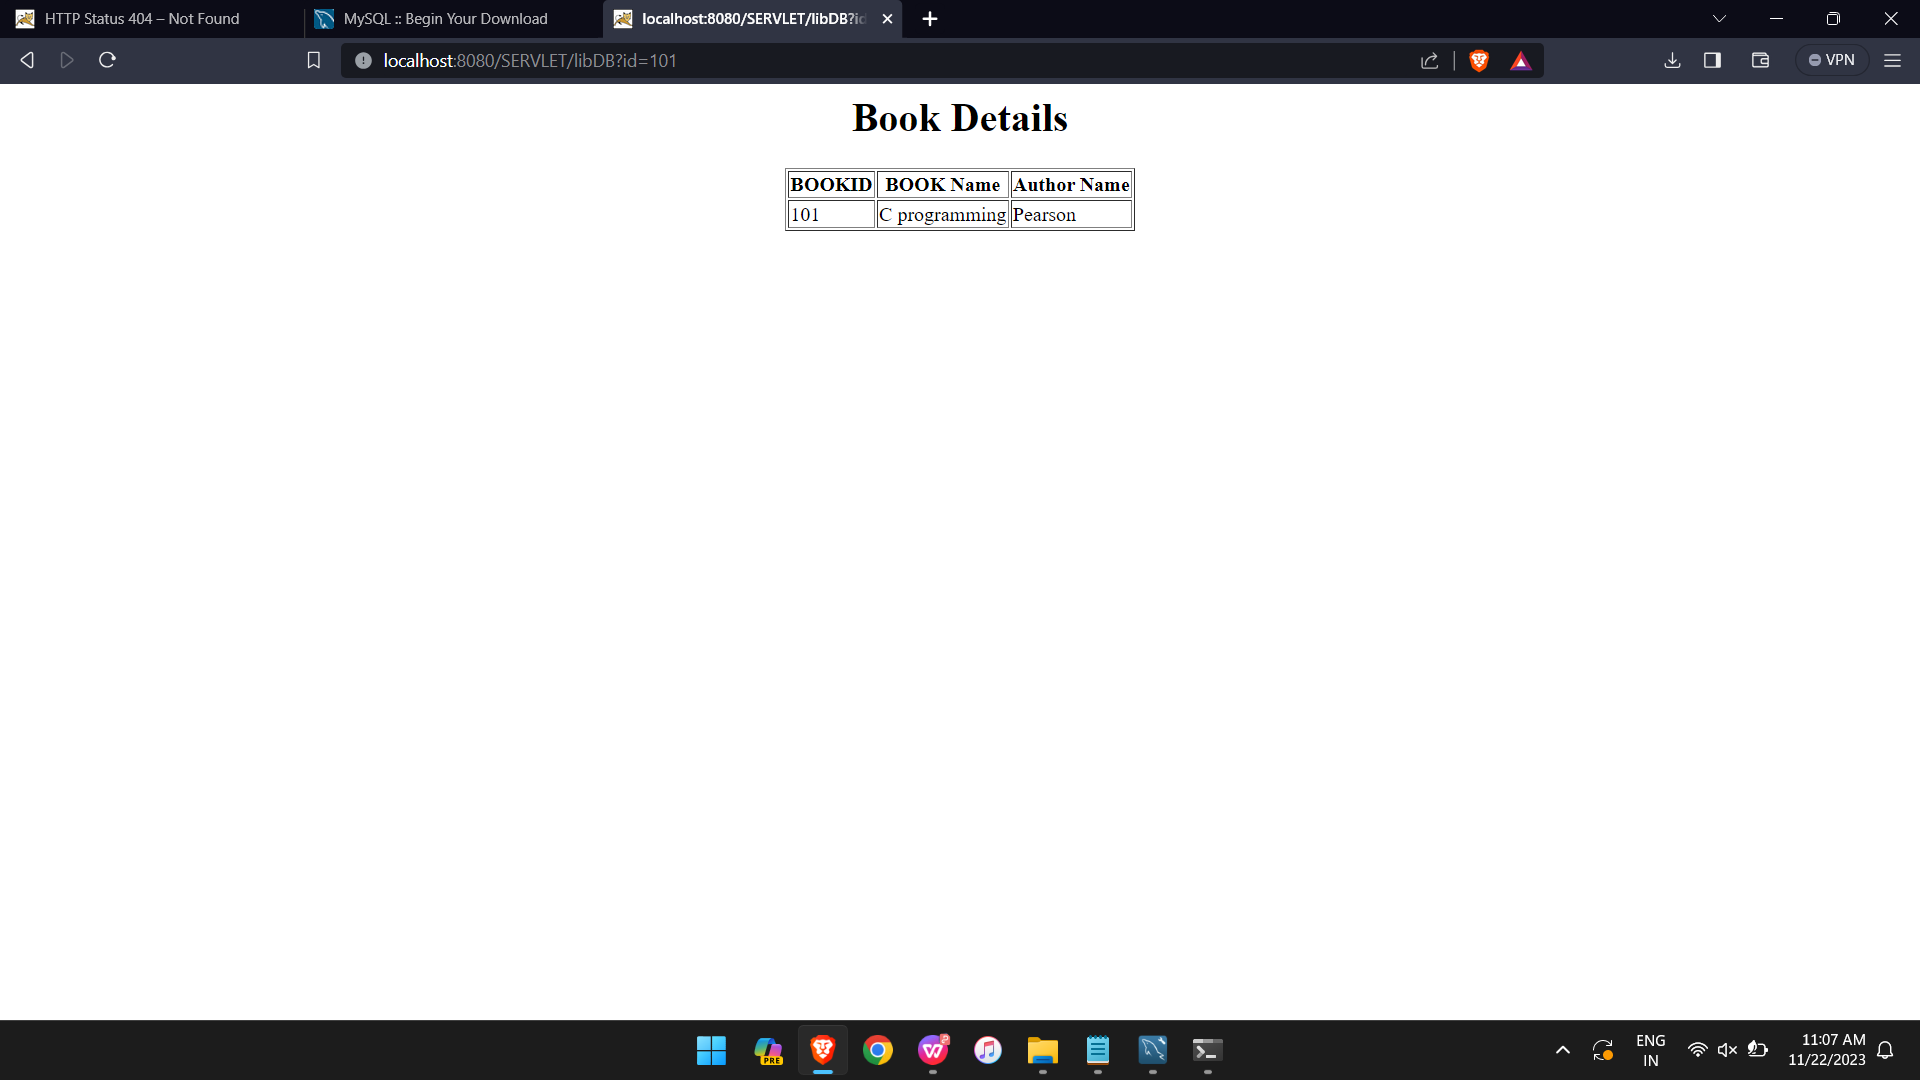 HTTP Status 404 – Not Found
MySQL :: Begin Your Download
localhost:8080/SERVLET/libDB?id
localhost:8080/SERVLET/libDB?id=101
VPN
Book Details
BOOKID BOOK Name Author Name
101 C programming Pearson
PRE
ENG
IN
11:07 AM
11/22/2023